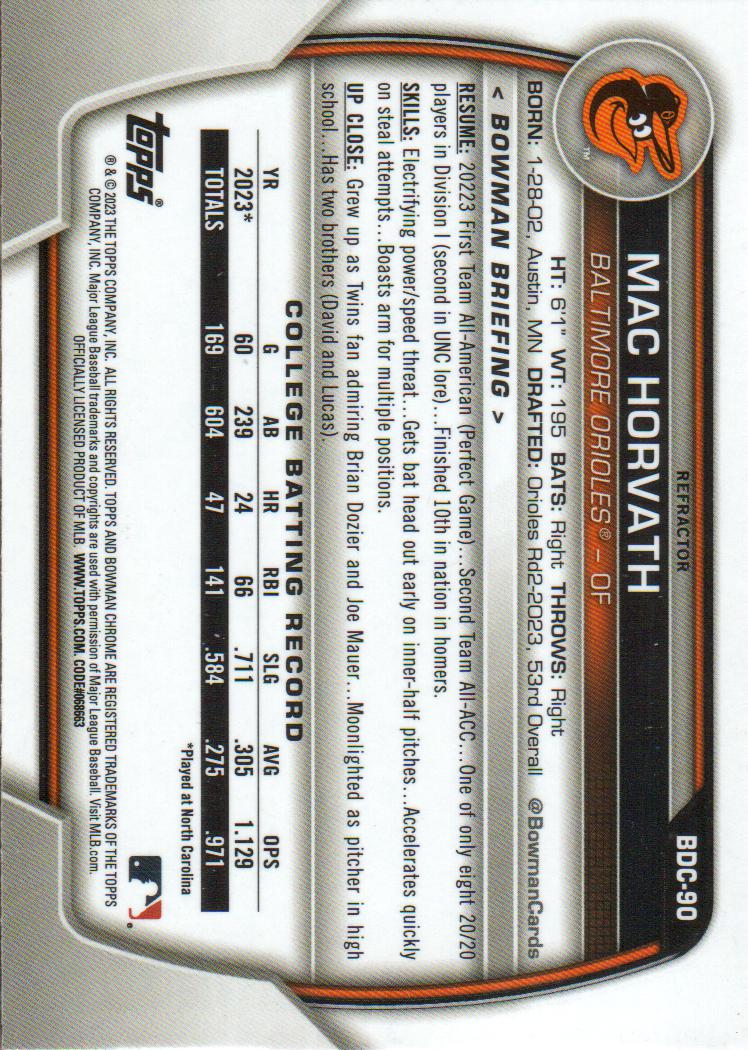 REFRACTOR
BDC-90
MAC HORVATH
BALTIMORE ORIOLES® – OF
TM
HT: 6'1" WT: 195 BATS: Right THROWS: Right
BORN: 1-28-02, Austin, MN DRAFTED: Orioles Rd2-2023, 53rd Overall @BowmanCards
< BOWMAN BRIEFING >
RESUME: 20223 First Team All-American (Perfect Game)...Second Team All-ACC...One of only eight 20/20
players in Division I (second in UNC lore)...Finished 10th in nation in homers.
SKILLS: Electrifying power/speed threat...Gets bat head out early on inner-half pitches...Accelerates quickly
on steal attempts...Boasts arm for multiple positions.
UP CLOSE: Grew up as Twins fan admiring Brian Dozier and Joe Mauer...Moonlighted as pitcher in high
school...Has two brothers (David and Lucas).
COLLEGE BATTING RECORD
YR G AB HR RBI SLG AVG OPS
2023* 60 239 24 66 .711 .305 1.129
TOTALS 169 604 47 141 .584 .275 .971
*Played at North Carolina
topps®
® & © 2023 THE TOPPS COMPANY, INC. ALL RIGHTS RESERVED. TOPPS AND BOWMAN CHROME ARE REGISTERED TRADEMARKS OF THE TOPPS
COMPANY, INC. Major League Baseball trademarks and copyrights are used with permission of Major League Baseball. Visit MLB.com.
OFFICIALLY LICENSED PRODUCT OF MLB WWW.TOPPS.COM. CODE#068663
®